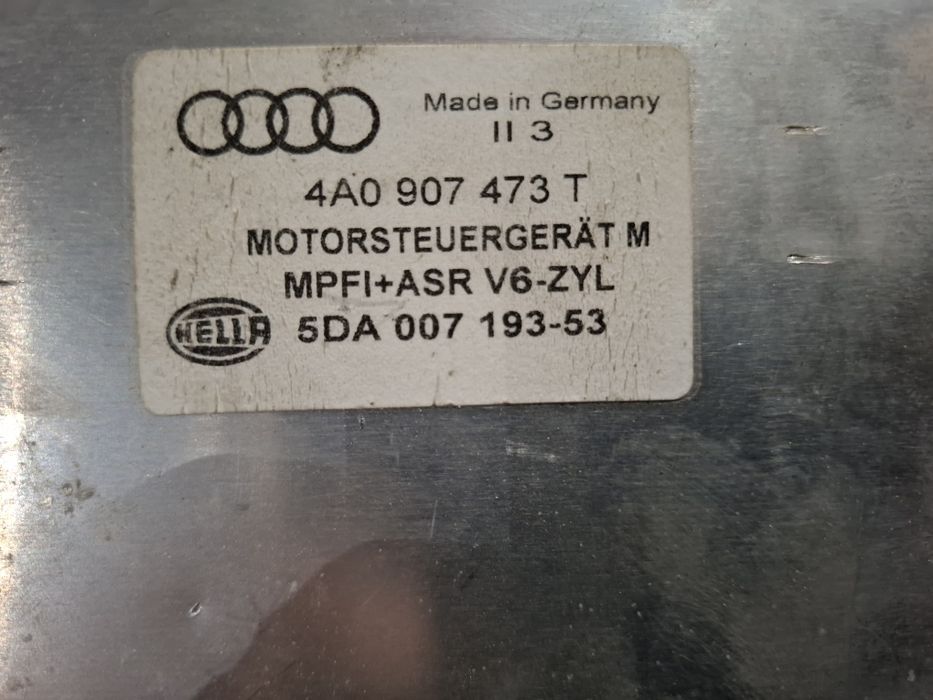 Made in Germany
II 3
4A0 907 473 T
MOTORSTEUERGERÄT M
MPFI+ASR V6-ZYL
HELLA 5DA 007 193-53